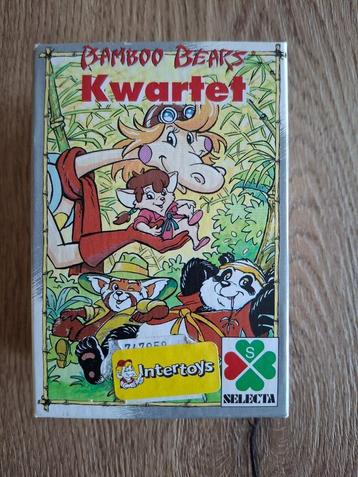 BAMBOO BEARS
Kwartet
Intertoys
S
SELECTA